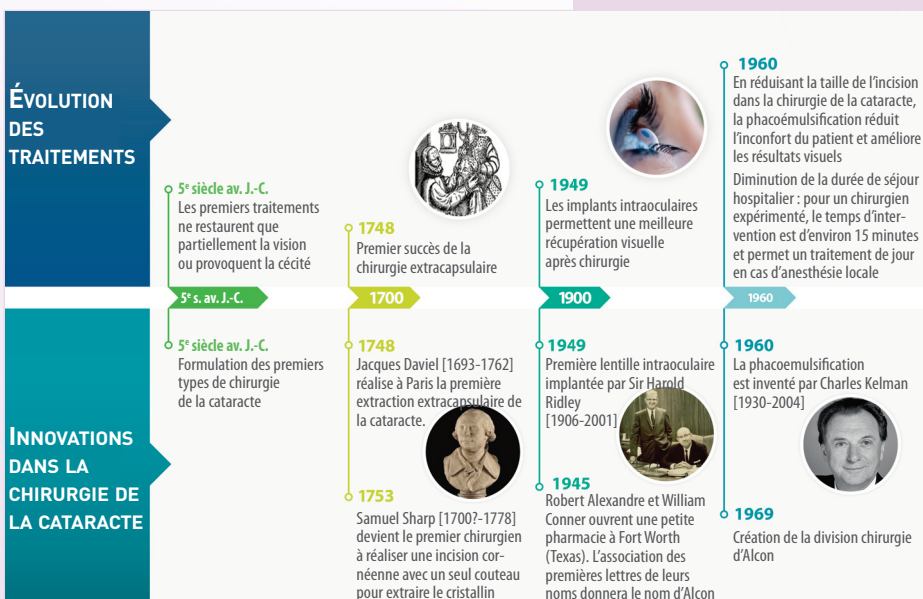 ÉVOLUTION
DES
TRAITEMENTS
5e siècle av. J.-C.
Les premiers traitements
ne restaurent que
partiellement la vision
ou provoquent la cécité
1748
Premier succès de la
chirurgie extracapsulaire
1949
Les implants intraoculaires
permettent une meilleure
récupération visuelle
après chirurgie
1960
En réduisant la taille de l'incision
dans la chirurgie de la cataracte,
la phacoémulsification réduit
l'inconfort du patient et améliore
les résultats visuels
Diminution de la durée de séjour
hospitalier : pour un chirurgien
expérimenté, le temps d'inter-
vention est d'environ 15 minutes
et permet un traitement de jour
en cas d'anesthésie locale
5e s. av. J.-C.
1700
1900
1960
INNOVATIONS
DANS LA
CHIRURGIE DE
LA CATARACTE
5e siècle av. J.-C.
Formulation des premiers
types de chirurgie
de la cataracte
1748
Jacques Daviel [1693-1762]
réalise à Paris la première
extraction extracapsulaire de
la cataracte.
1753
Samuel Sharp [1700?-1778]
devient le premier chirurgien
à réaliser une incision cor-
néenne avec un seul couteau
pour extraire le cristallin
1949
Première lentille intraoculaire
implantée par Sir Harold
Ridley
[1906-2001]
1945
Robert Alexandre et William
Conner ouvrent une petite
pharmacie à Fort Worth
(Texas). L'association des
premières lettres de leurs
noms donnera le nom d'Alcon
1960
La phacoemulsification
est inventé par Charles Kelman
[1930-2004]
1969
Création de la division chirurgie
d'Alcon